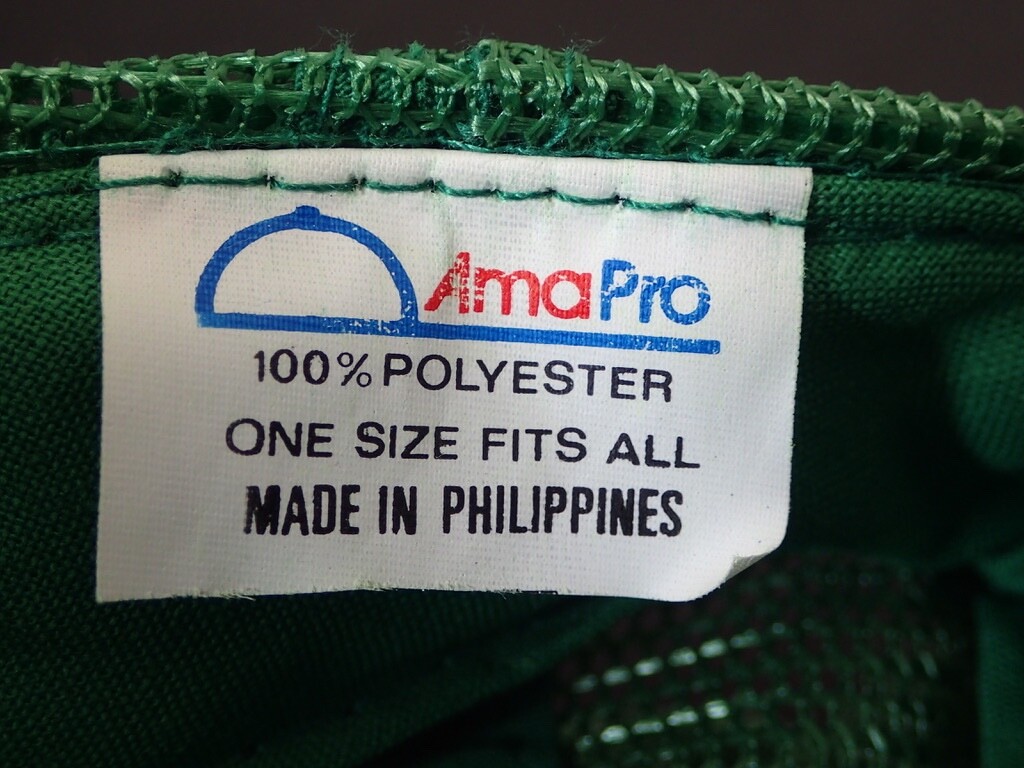 AmaPro
100% POLYESTER
ONE SIZE FITS ALL
MADE IN PHILIPPINES